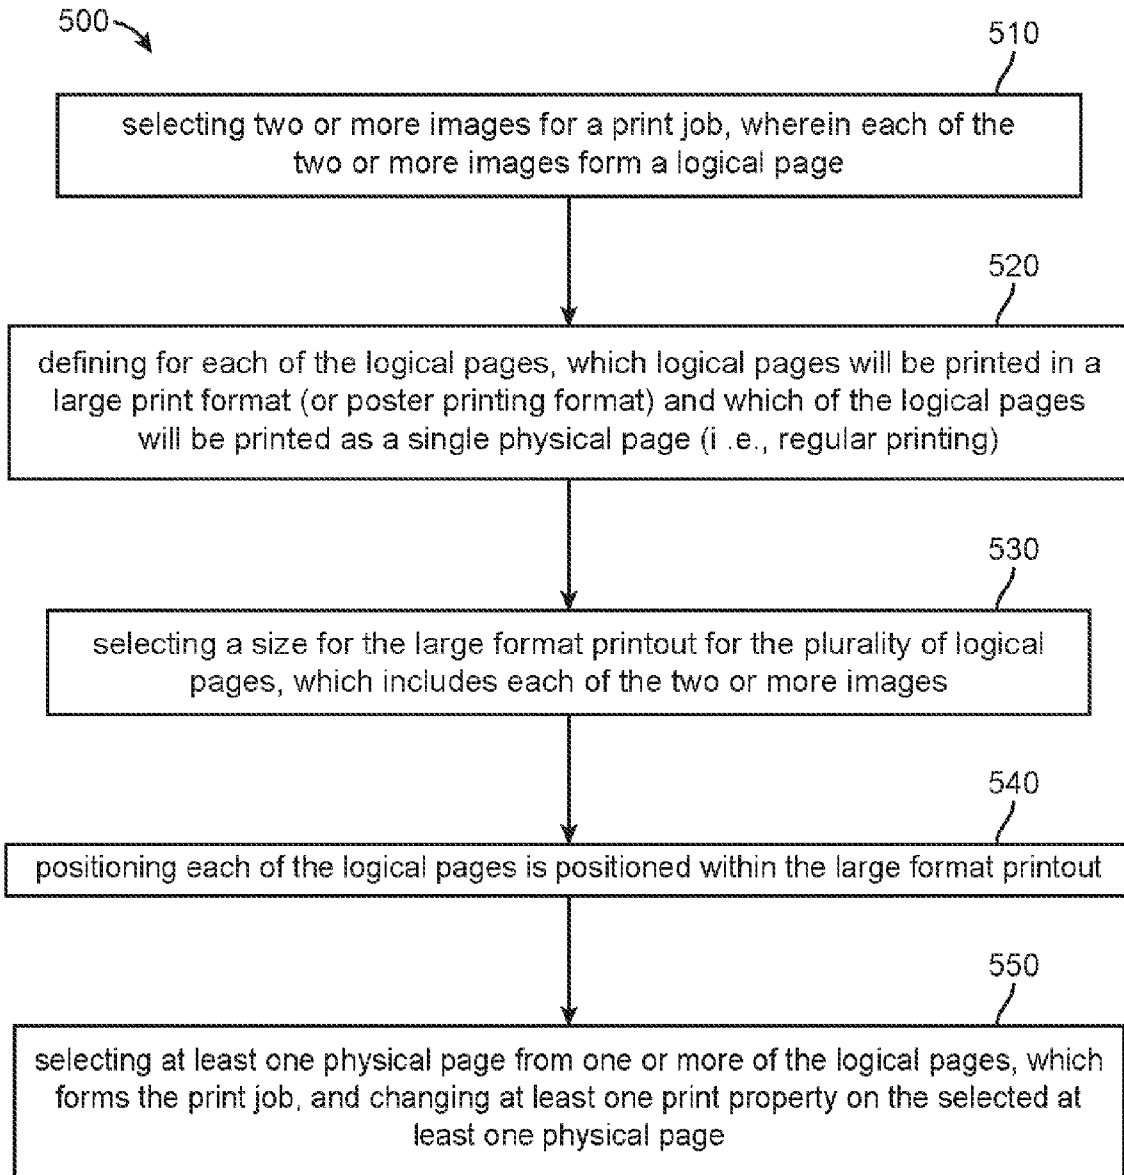 500
510
selecting two or more images for a print job, wherein each of the
two or more images form a logical page
520
defining for each of the logical pages, which logical pages will be printed in a
large print format (or poster printing format) and which of the logical pages
will be printed as a single physical page (i .e., regular printing)
530
selecting a size for the large format printout for the plurality of logical
pages, which includes each of the two or more images
540
positioning each of the logical pages is positioned within the large format printout
550
selecting at least one physical page from one or more of the logical pages, which
forms the print job, and changing at least one print property on the selected at
least one physical page